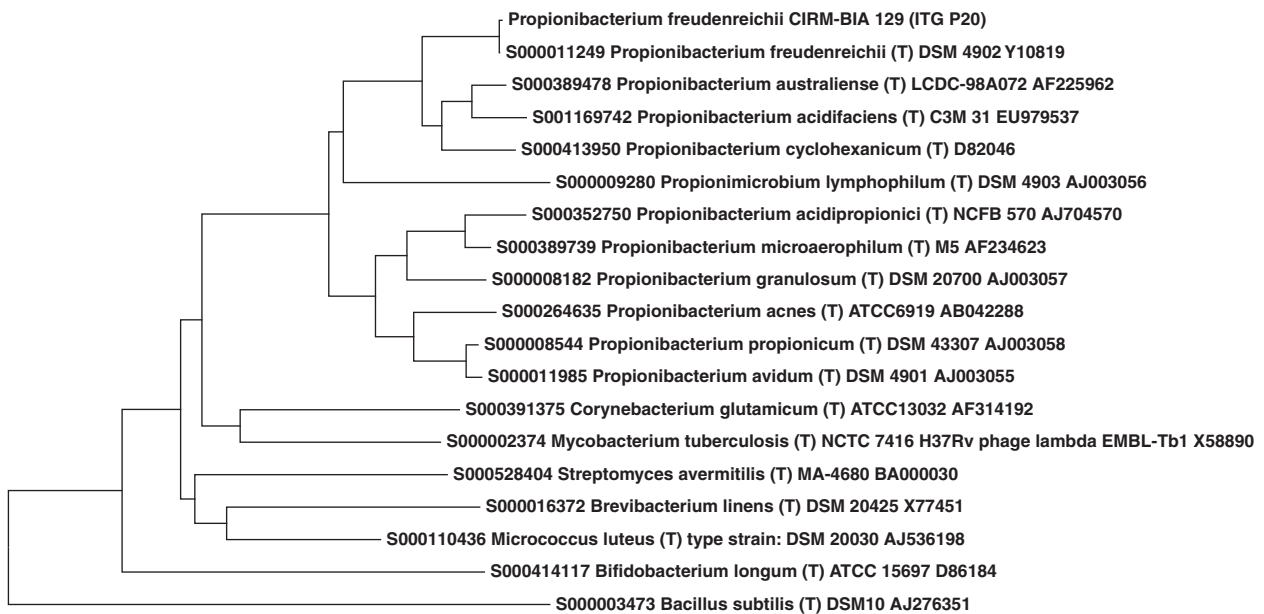 Propionibacterium freudenreichii CIRM-BIA 129 (ITG P20)
S000011249 Propionibacterium freudenreichii (T) DSM 4902 Y10819
S000389478 Propionibacterium australiense (T) LCDC-98A072 AF225962
S001169742 Propionibacterium acidifaciens (T) C3M 31 EU979537
S000413950 Propionibacterium cyclohexanicum (T) D82046
S000009280 Propionimicrobium lymphophilum (T) DSM 4903 AJ003056
S000352750 Propionibacterium acidipropionici (T) NCFB 570 AJ704570
S000389739 Propionibacterium microaerophilum (T) M5 AF234623
S000008182 Propionibacterium granulosum (T) DSM 20700 AJ003057
S000264635 Propionibacterium acnes (T) ATCC6919 AB042288
S000008544 Propionibacterium propionicum (T) DSM 43307 AJ003058
S000011985 Propionibacterium avidum (T) DSM 4901 AJ003055
S000391375 Corynebacterium glutamicum (T) ATCC13032 AF314192
S000002374 Mycobacterium tuberculosis (T) NCTC 7416 H37Rv phage lambda EMBL-Tb1 X58890
S000528404 Streptomyces avermitilis (T) MA-4680 BA000030
S000016372 Brevibacterium linens (T) DSM 20425 X77451
S000110436 Micrococcus luteus (T) type strain: DSM 20030 AJ536198
S000414117 Bifidobacterium longum (T) ATCC 15697 D86184
S000003473 Bacillus subtilis (T) DSM10 AJ276351